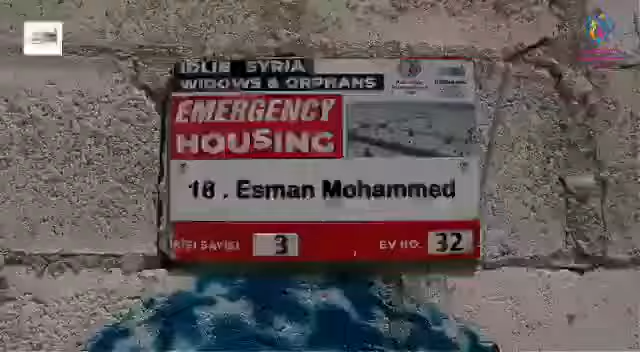 IDLIB SYRIA
WIDOWS & ORPHANS
EMERGENCY
HOUSING
18 . Esman Mohammed
KİŞİ SAYISI 3
EV NO. 32